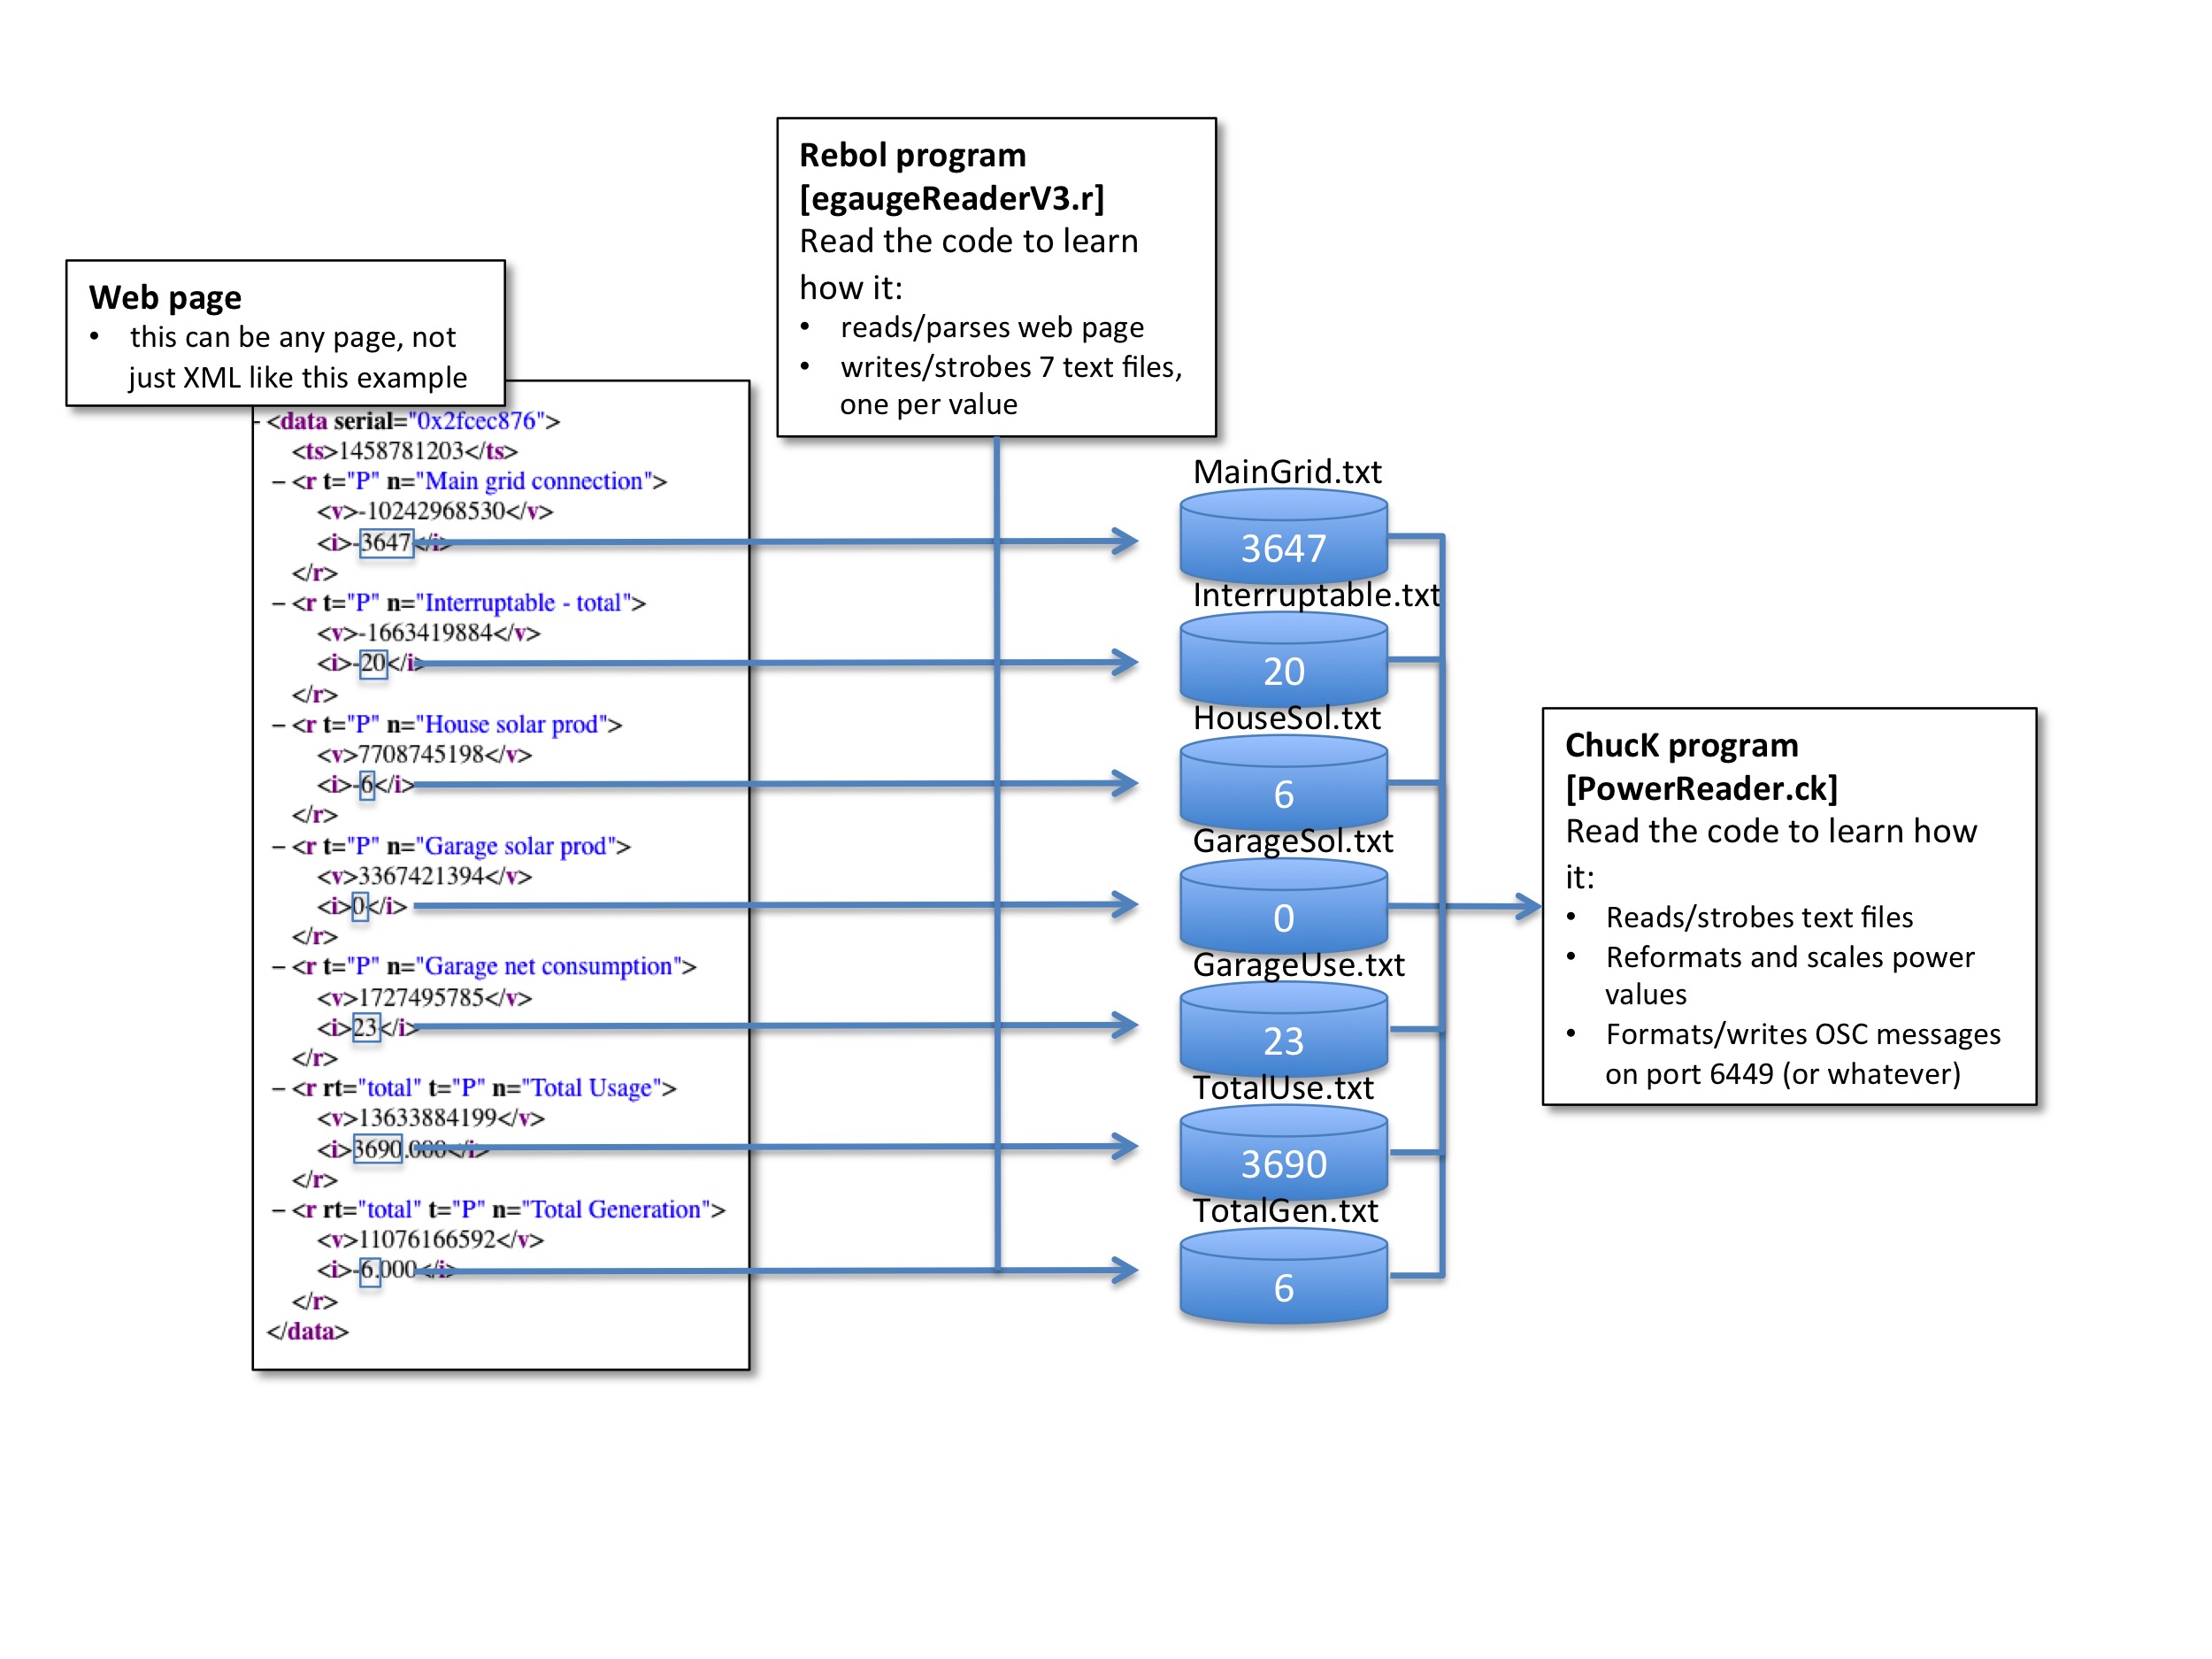 Rebol program
[egaugeReaderV3.r]
Read the code to learn
how it:
• reads/parses web page
• writes/strobes 7 text files,
one per value
Web page
• this can be any page, not
just XML like this example
- <data serial="0x2fcec876">
<ts>1458781203</ts>
– <r t="P" n="Main grid connection">
<v>-10242968530</v>
<i>-3647</i>
</r>
– <r t="P" n="Interruptable - total">
<v>-1663419884</v>
<i>-20</i>
</r>
– <r t="P" n="House solar prod">
<v>7708745198</v>
<i>-6</i>
</r>
– <r t="P" n="Garage solar prod">
<v>3367421394</v>
<i>0</i>
</r>
– <r t="P" n="Garage net consumption">
<v>1727495785</v>
<i>23</i>
</r>
– <r rt="total" t="P" n="Total Usage">
<v>13633884199</v>
<i>3690.000</i>
</r>
– <r rt="total" t="P" n="Total Generation">
<v>11076166592</v>
<i>-6.000</i>
</r>
</data>
MainGrid.txt
3647
Interruptable.txt
20
HouseSol.txt
6
GarageSol.txt
0
GarageUse.txt
23
TotalUse.txt
3690
TotalGen.txt
6
ChucK program
[PowerReader.ck]
Read the code to learn how
it:
• Reads/strobes text files
• Reformats and scales power
values
• Formats/writes OSC messages
on port 6449 (or whatever)